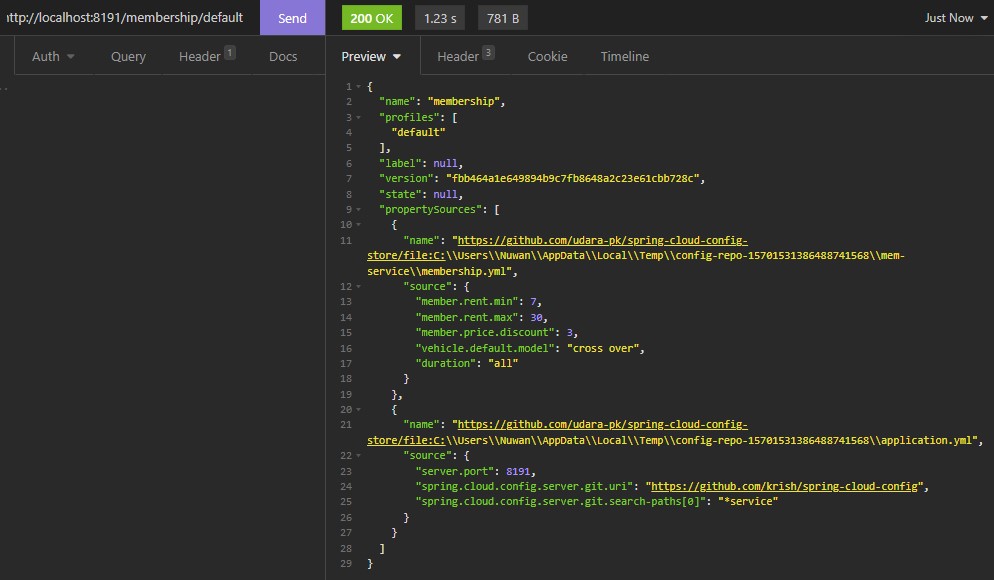 ıttp://localhost:8191/membership/default Send 200 OK 1.23 s 781 B Just Now
Auth Query Header 1 Docs Preview Header 3 Cookie Timeline
1 {
2 "name": "membership",
3 "profiles": [
4 "default"
5 ],
6 "label": null,
7 "version": "fbb464a1e649894b9c7fb8648a2c23e61cbb728c",
8 "state": null,
9 "propertySources": [
10 {
11 "name": "https://github.com/udara-pk/spring-cloud-config-
store/file:C:\\Users\\Nuwan\\AppData\\Local\\Temp\\config-repo-15701531386488741568\\mem-
service\\membership.yml",
12 "source": {
13 "member.rent.min": 7,
14 "member.rent.max": 30,
15 "member.price.discount": 3,
16 "vehicle.default.model": "cross over",
17 "duration": "all"
18 }
19 },
20 {
21 "name": "https://github.com/udara-pk/spring-cloud-config-
store/file:C:\\Users\\Nuwan\\AppData\\Local\\Temp\\config-repo-15701531386488741568\\application.yml",
22 "source": {
23 "server.port": 8191,
24 "spring.cloud.config.server.git.uri": "https://github.com/krish/spring-cloud-config",
25 "spring.cloud.config.server.git.search-paths[0]": "*service"
26 }
27 }
28 ]
29 }